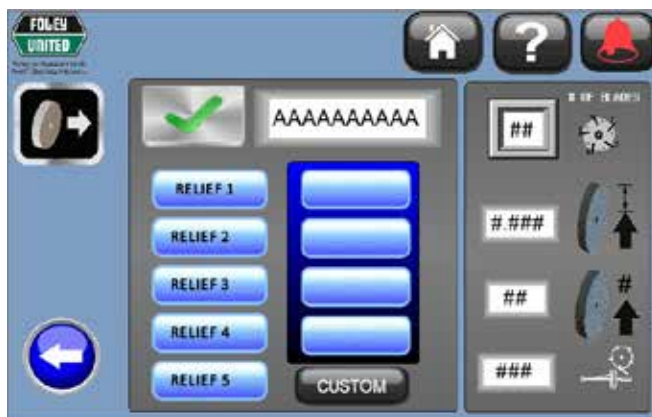 FOLEY
UNITED
?
# OF BLADES
AAAAAAAAAA
##
RELIEF 1
RELIEF 2
#.###
RELIEF 3
##
#
RELIEF 4
###
RELIEF 5
CUSTOM